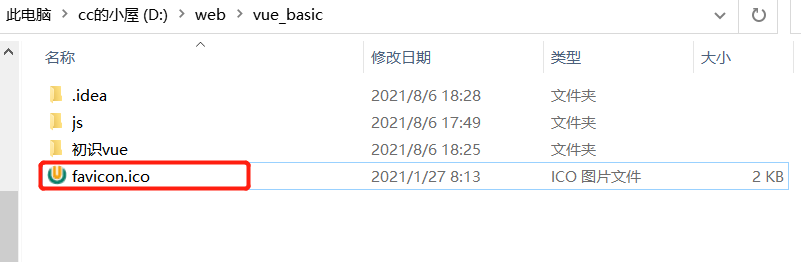 此电脑 > cc的小屋 (D:) > web > vue_basic
名称 修改日期 类型 大小
.idea 2021/8/6 18:28 文件夹
js 2021/8/6 17:49 文件夹
初识vue 2021/8/6 18:25 文件夹
favicon.ico 2021/1/27 8:13 ICO 图片文件 2 KB